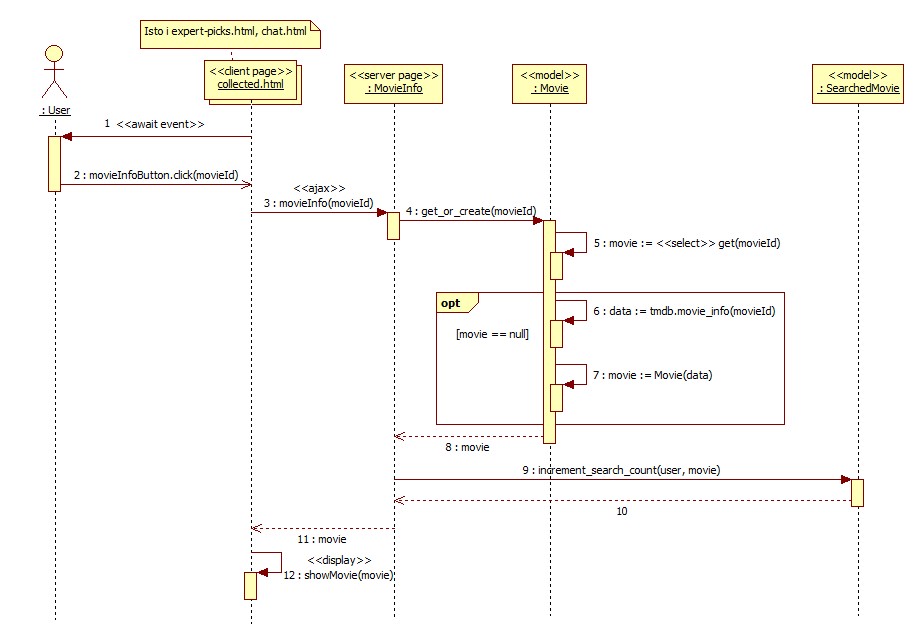 Isto i expert-picks.html, chat.html
<<client page>>
collected.html
<<server page>>
: MovieInfo
<<model>>
: Movie
<<model>>
: SearchedMovie
: User
1 <<await event>>
2 : movieInfoButton.click(movieId)
<<ajax>>
3 : movieInfo(movieId)
4 : get_or_create(movieId)
5 : movie := <<select>> get(movieId)
opt
6 : data := tmdb.movie_info(movieId)
[movie == null]
7 : movie := Movie(data)
8 : movie
9 : increment_search_count(user, movie)
10
11 : movie
<<display>>
12 : showMovie(movie)